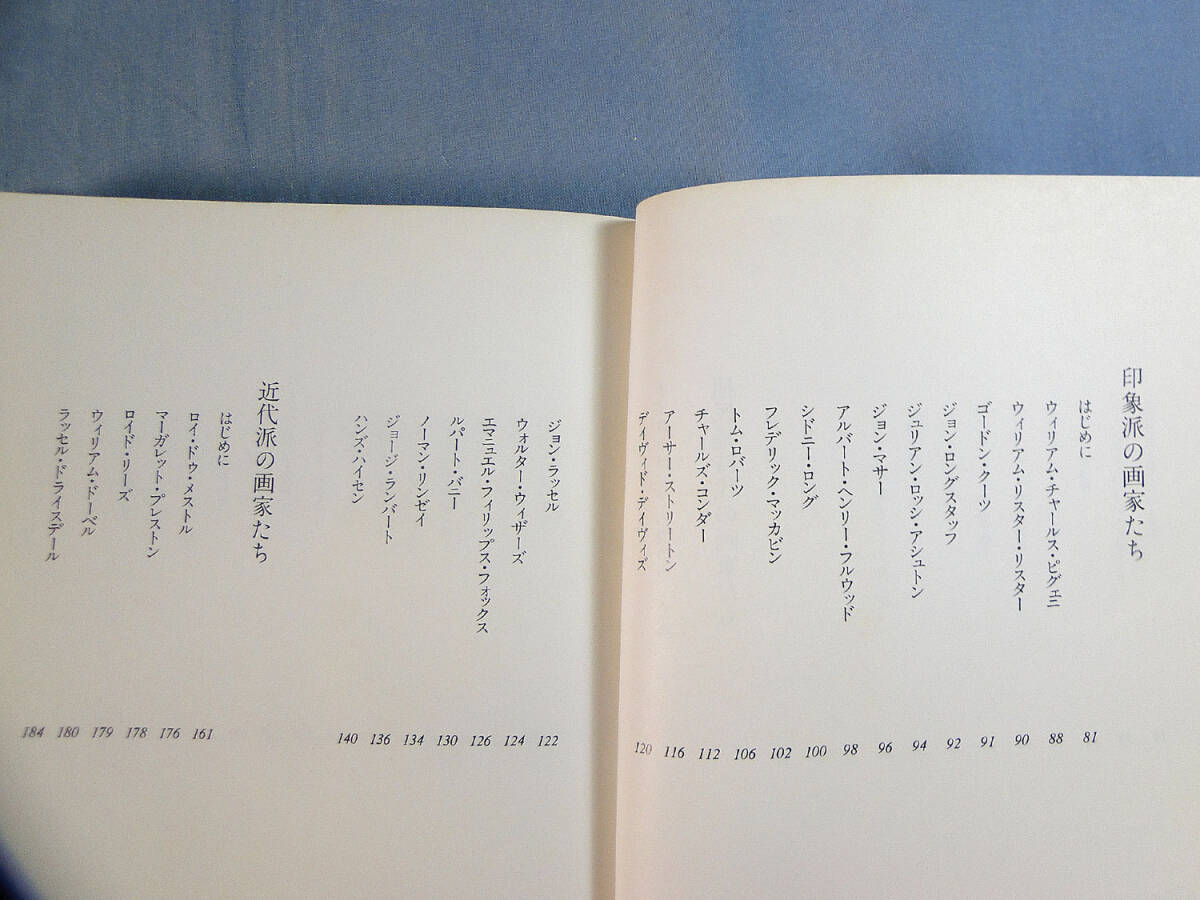 印象派の画家たち
はじめに 81
ウィリアム・チャールス・ピグェニ 88
ウィリアム・リスター・リスター 90
ゴードン・クーツ 91
ジョン・ロングスタッフ 92
ジュリアン・ロッシ・アシュトン 94
ジョン・マサー 96
アルバート・ヘンリー・フルウッド 98
シドニー・ロング 100
フレデリック・マッカビン 102
トム・ロバーツ 106
チャールズ・コンダー 112
アーサー・ストリートン 116
デイヴィド・デイヴィズ 120
ジョン・ラッセル 122
ウォルター・ウィザーズ 124
エマニュエル・フィリップス・フォックス 126
ルパート・バニー 130
ノーマン・リンゼイ 134
ジョージ・ランバート 136
ハンズ・ハイセン 140
近代派の画家たち
はじめに 161
ロイ・ドゥ・メストル 176
マーガレット・プレストン 178
ロイド・リーズ 179
ウィリアム・ドーベル 180
ラッセル・ドライスデール 184